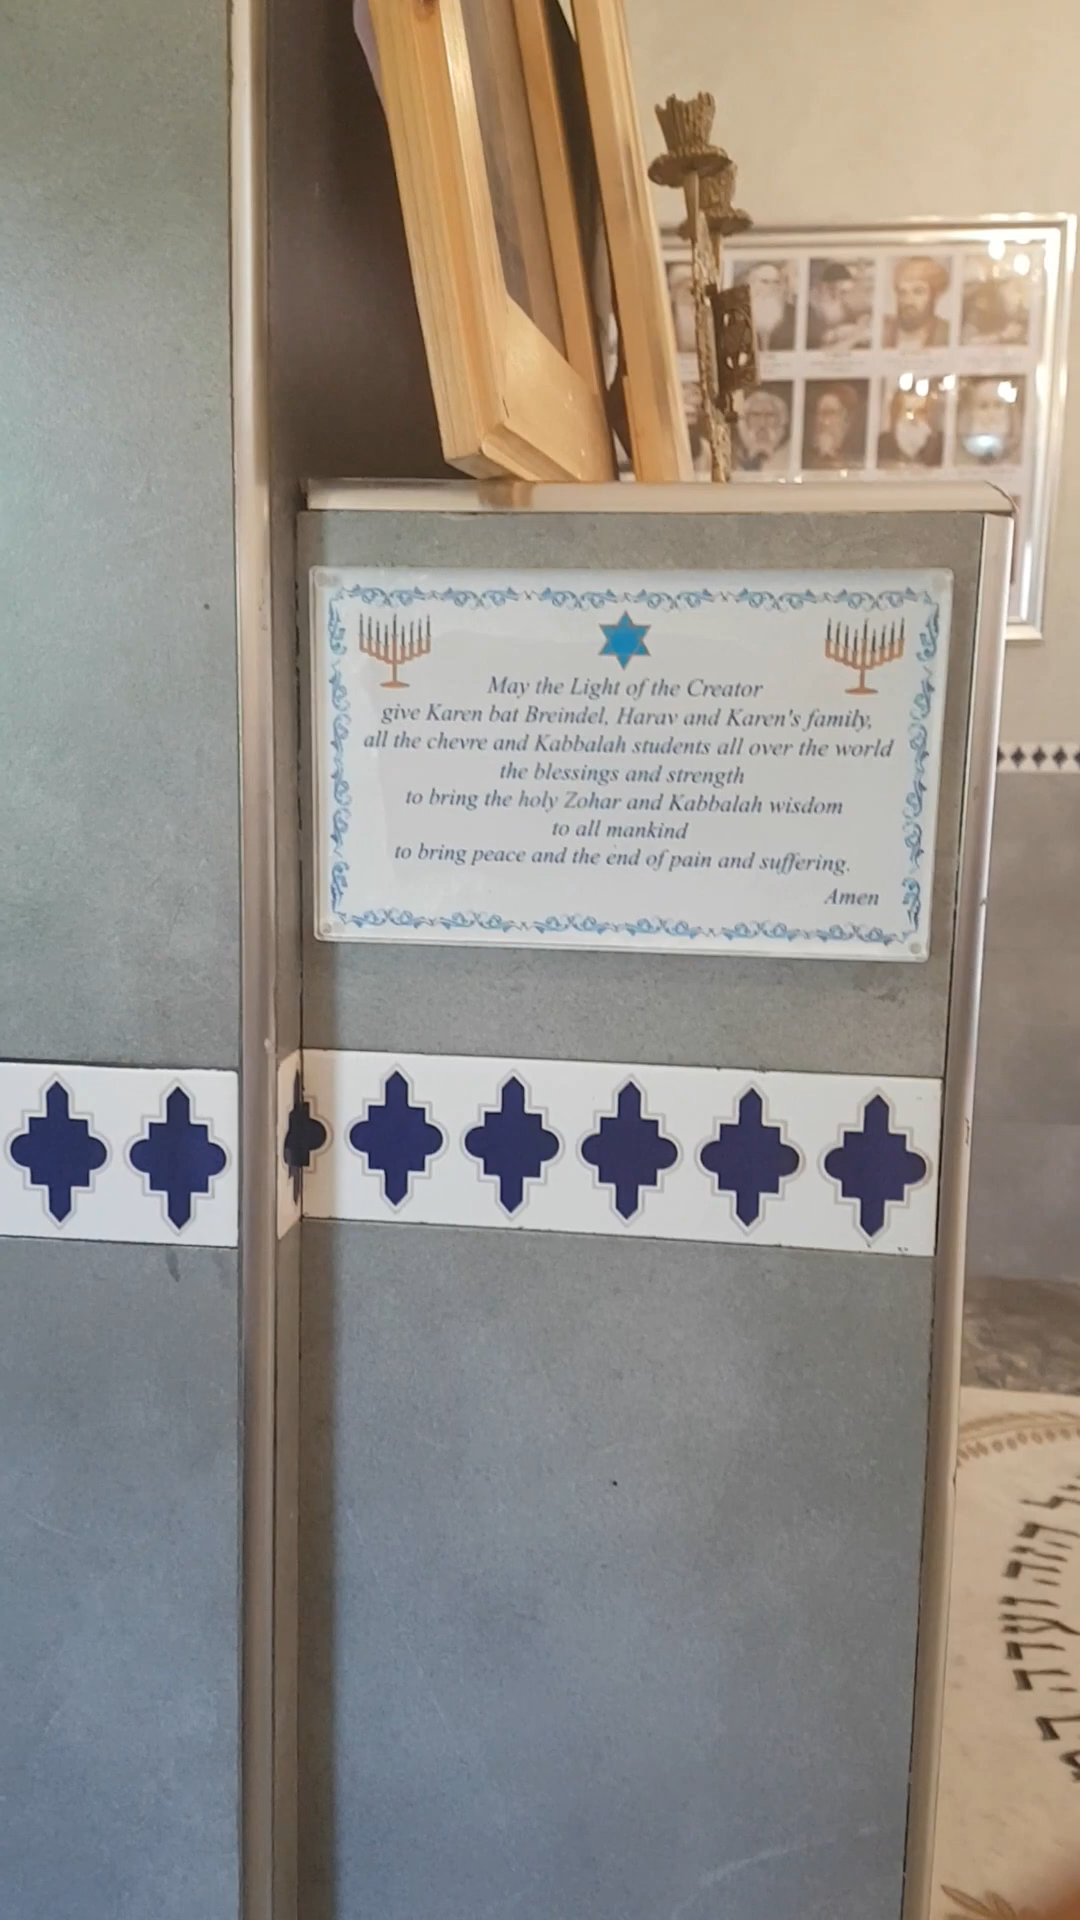 May the Light of the Creator
give Karen bat Breindel, Harav and Karen's family,
all the chevre and Kabbalah students all over the world
the blessings and strength
to bring the holy Zohar and Kabbalah wisdom
to all mankind
to bring peace and the end of pain and suffering.
Amen
הזה ועדה